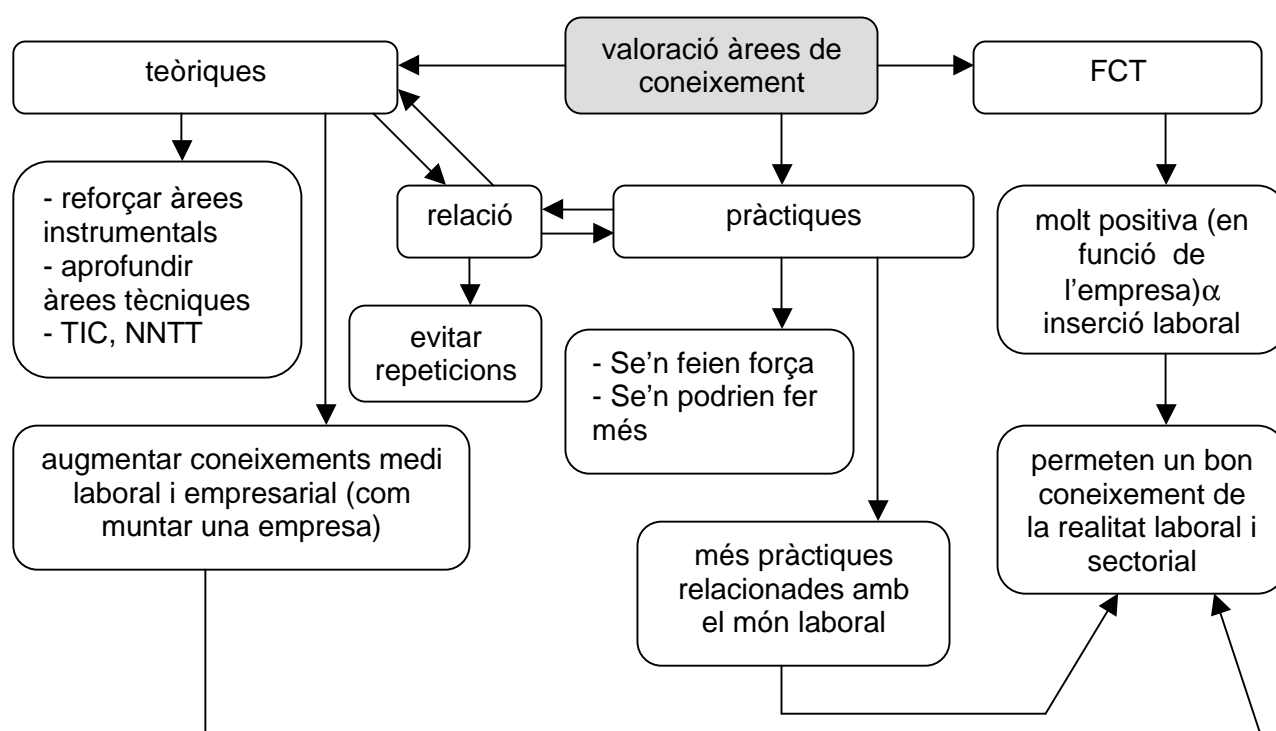 valoració àrees de
coneixement
teòriques
FCT
- reforçar àrees
instrumentals
- aprofundir
àrees tècniques
- TIC, NNTT
relació
pràctiques
molt positiva (en
funció de
l’empresa)α
inserció laboral
evitar
repeticions
- Se’n feien força
- Se’n podrien fer
més
augmentar coneixements medi
laboral i empresarial (com
muntar una empresa)
permeten un bon
coneixement de
la realitat laboral i
sectorial
més pràctiques
relacionades amb
el món laboral